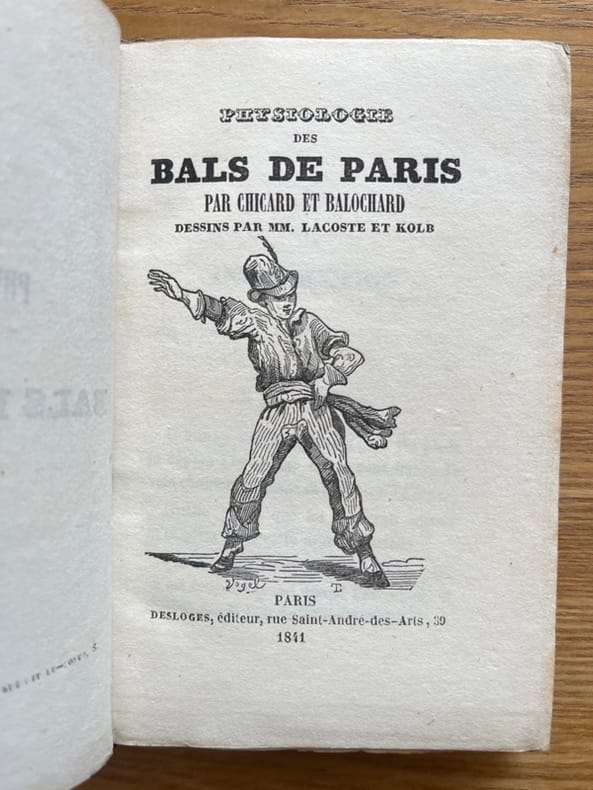 PHYSIOLOGIE
DES
BALS DE PARIS
PAR CHICARD ET BALOCHARD
DESSINS PAR MM. LACOSTE ET KOLB
Vogel
PARIS
DESLOGES, éditeur, rue Saint-André-des-Arts, 39
1841